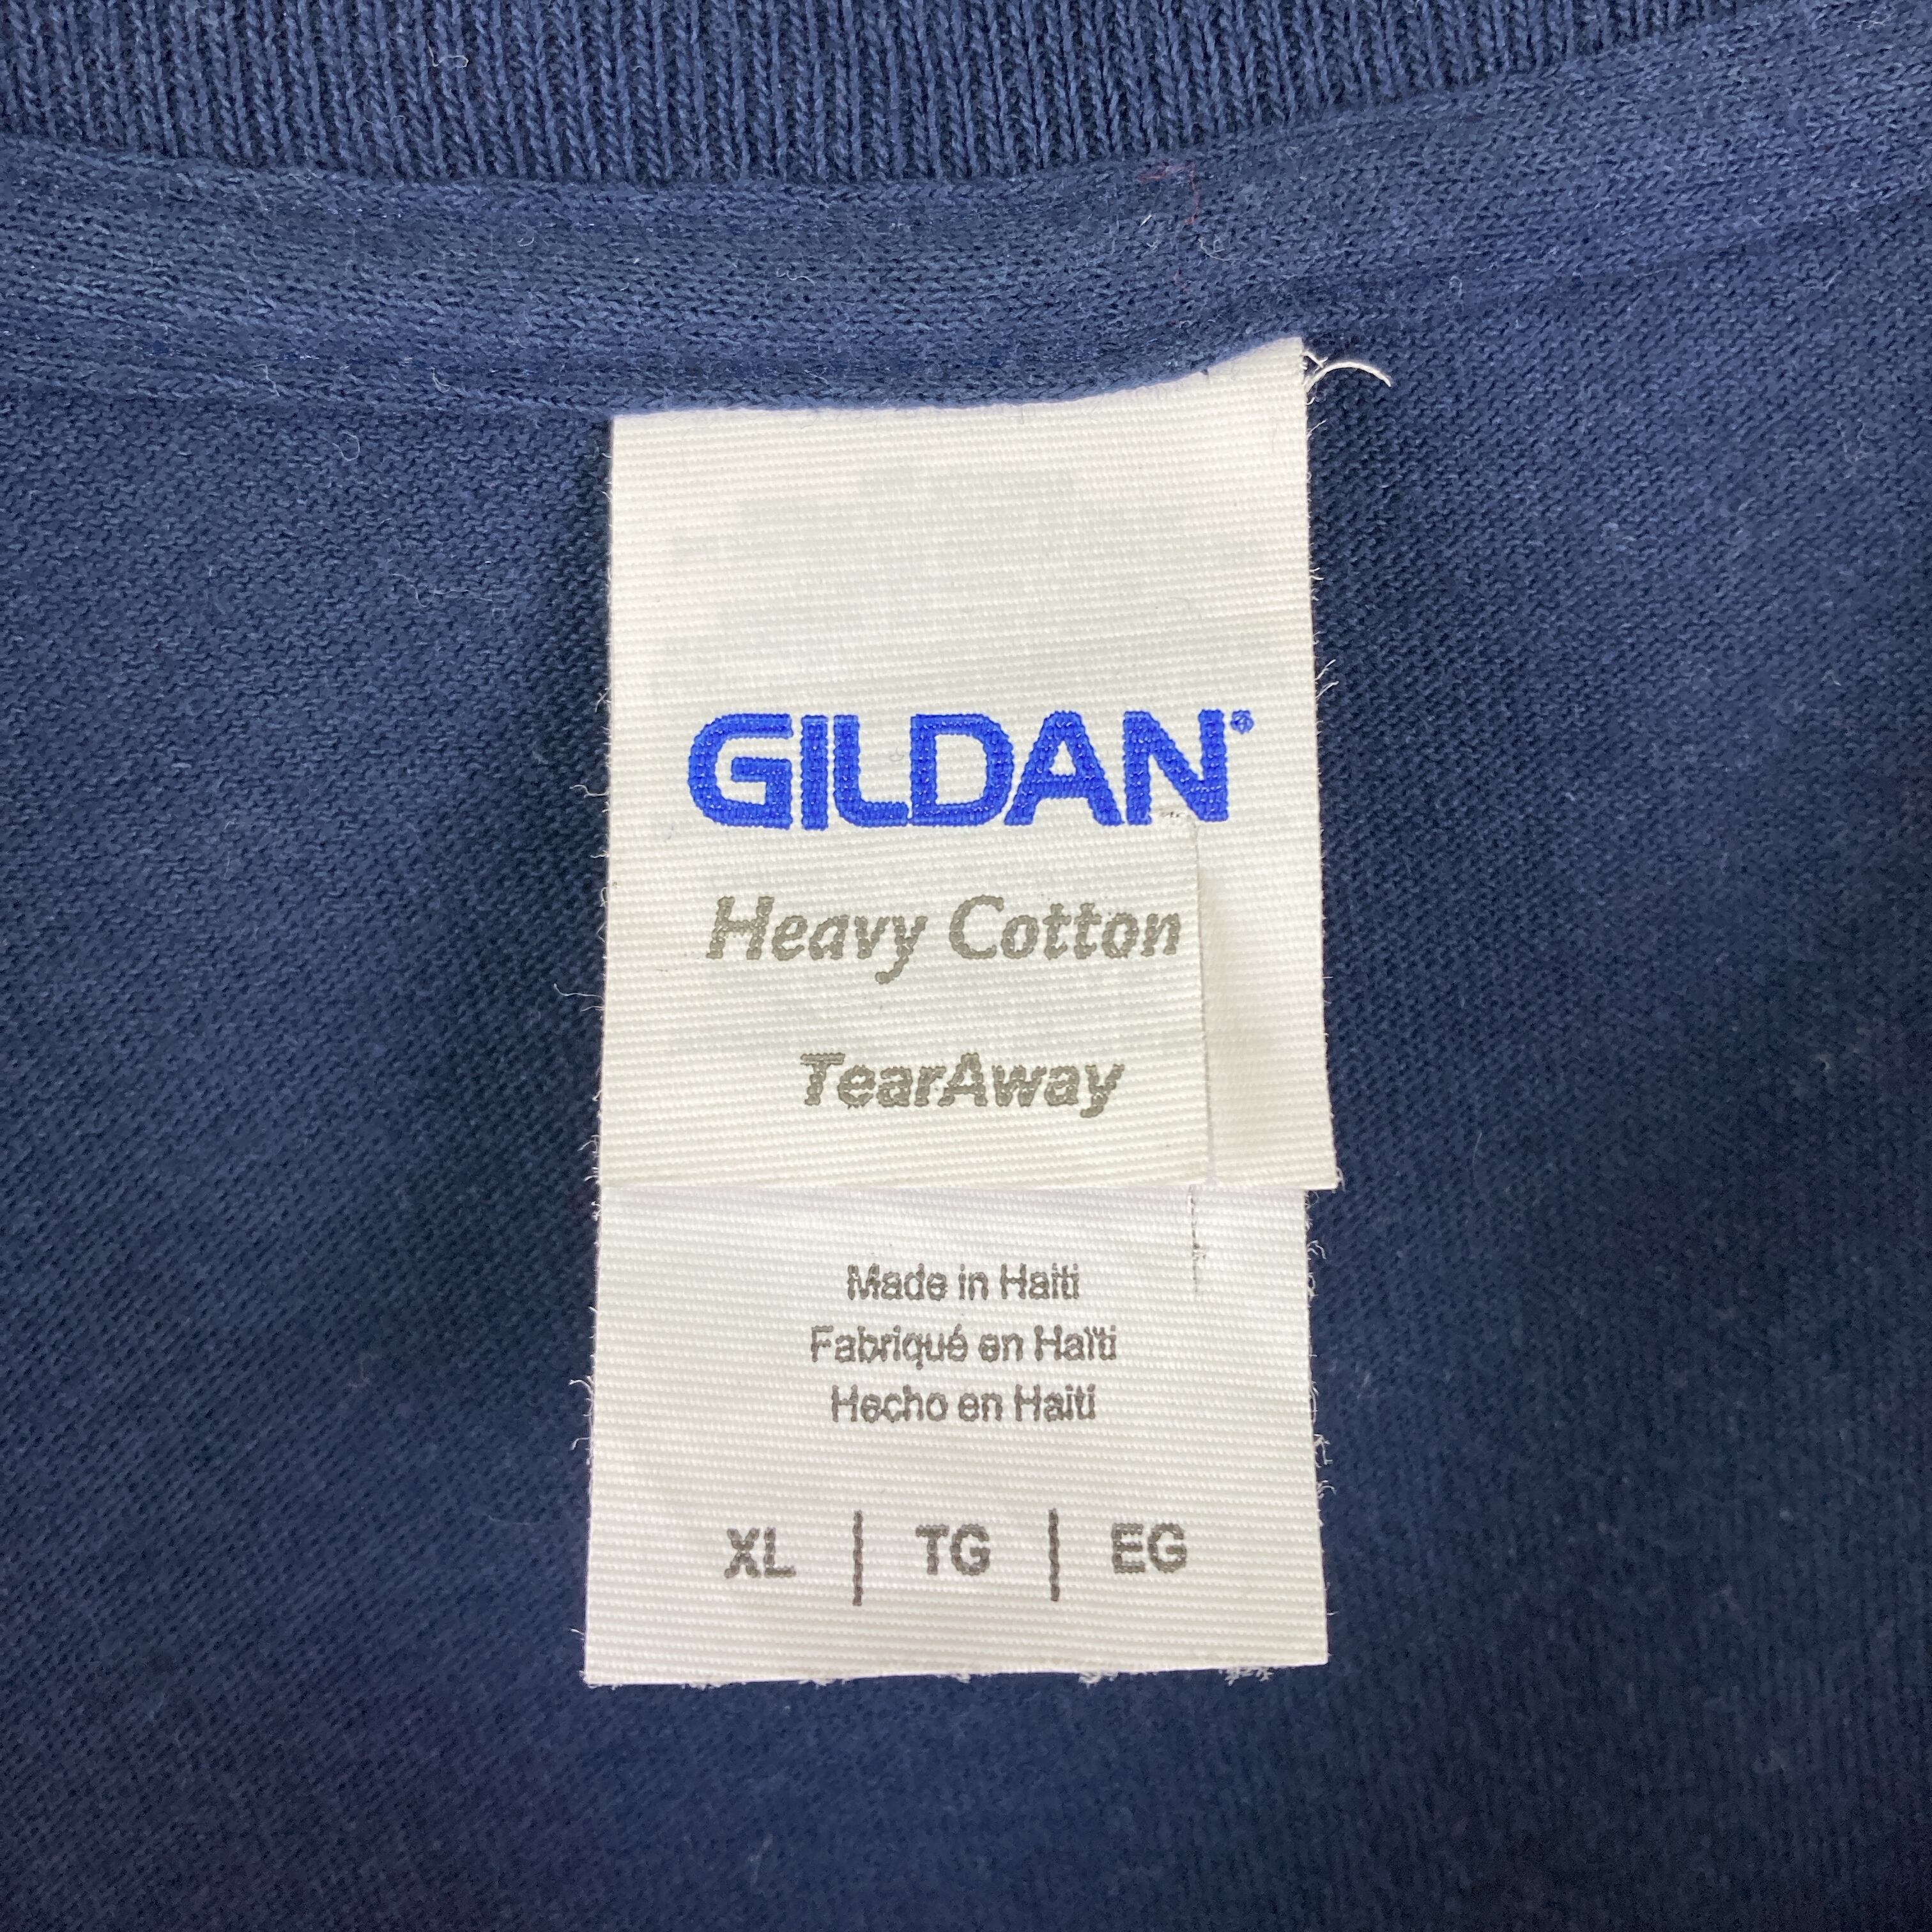 GILDAN®
Heavy Cotton
TearAway
Made in Haiti
Fabriqué en Haïti
Hecho en Haití
XL | TG | EG